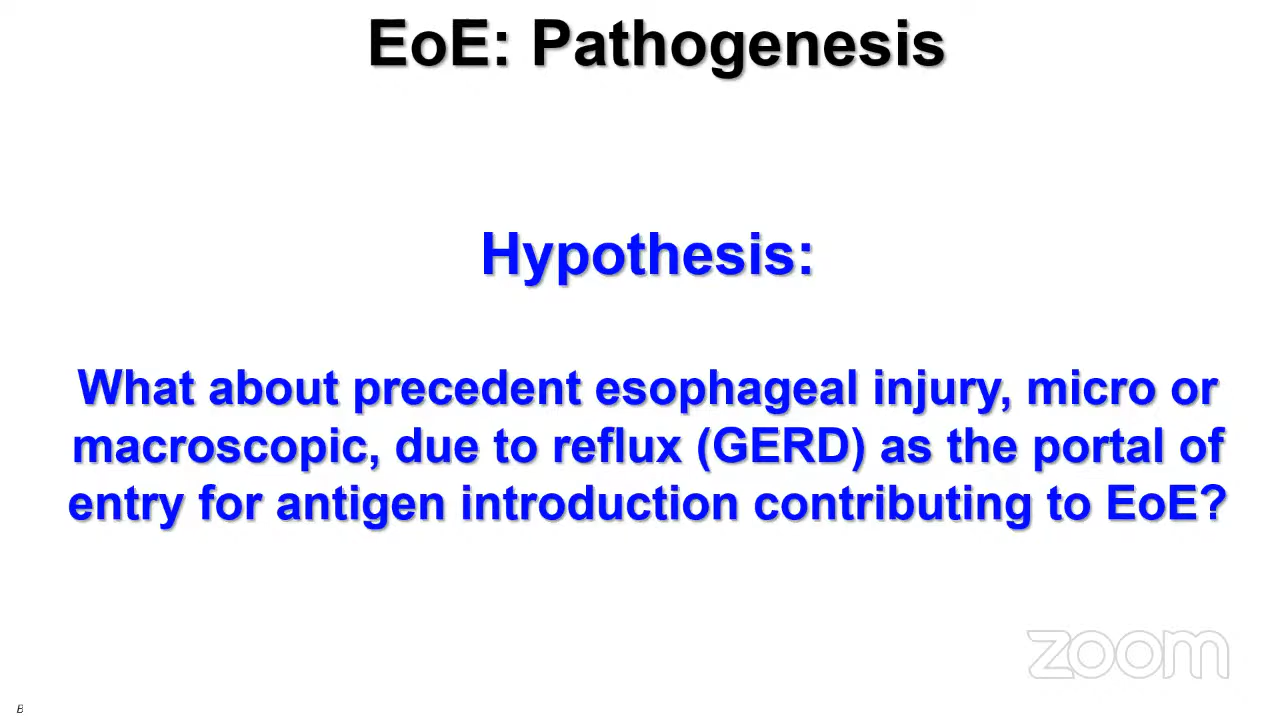 EoE: Pathogenesis
Hypothesis:
What about precedent esophageal injury, micro or
macroscopic, due to reflux (GERD) as the portal of
entry for antigen introduction contributing to EoE?
zoom
B